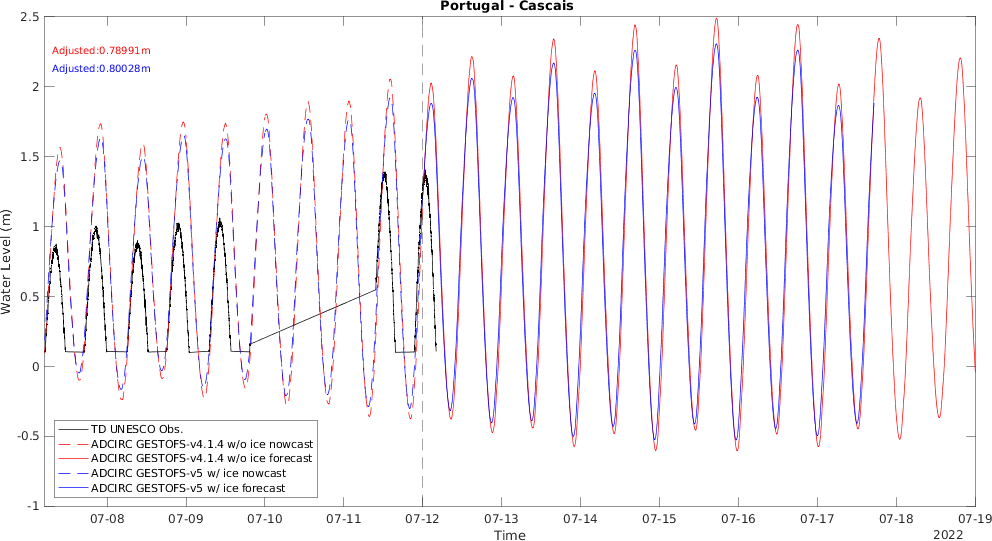 Portugal - Cascais
2.5
2
1.5
1
0.5
0
-0.5
-1
Water Level (m)
Adjusted:0.78991m
Adjusted:0.80028m
TD UNESCO Obs.
ADCIRC GESTOFS-v4.1.4 w/o ice nowcast
ADCIRC GESTOFS-v4.1.4 w/o ice forecast
ADCIRC GESTOFS-v5 w/ ice nowcast
ADCIRC GESTOFS-v5 w/ ice forecast
07-08 07-09 07-10 07-11 07-12 07-13 07-14 07-15 07-16 07-17 07-18 07-19
Time
2022